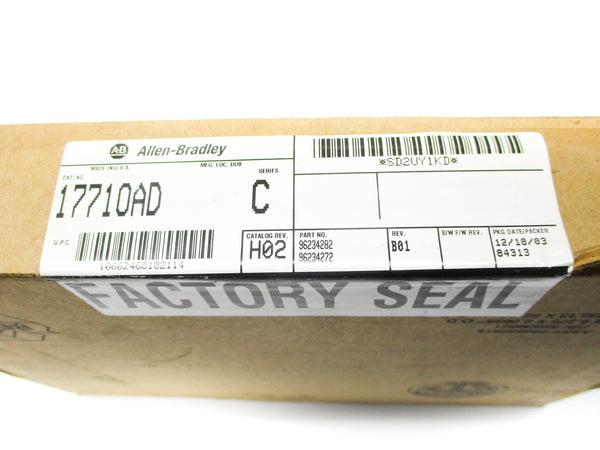 AB Allen-Bradley
MADE IN U.S.A. MFG. LOC. DUB
CAT. NO. SERIES
1771OAD C
U.P.C.
10662468102114
CATALOG REV.
H02
*SD2UY1KD*
PART NO.
96234282
96234272
REV.
B01
S/W F/W REV.
PKG DATE/PACKER
12/18/03
84313
FACTORY SEAL